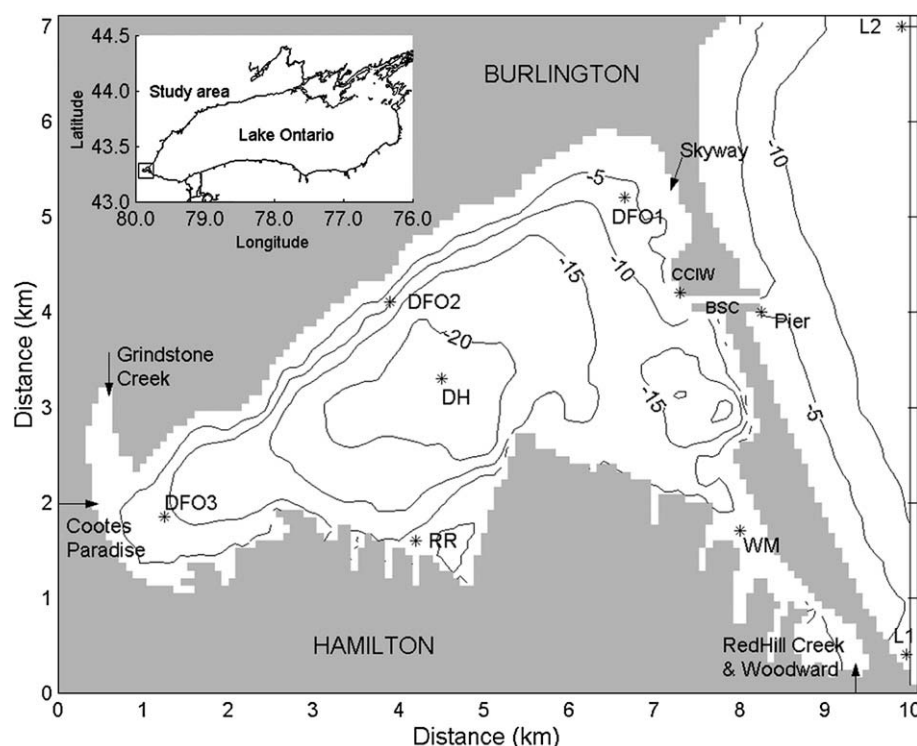 7
6
5
4
3
2
1
0
Distance (km)
44.5
44.0
43.5
43.0
Latitude
Study area
Lake Ontario
80.0
79.0
78.0
77.0
76.0
Longitude
BURLINGTON
L2
-10
Skyway
-5
DFO1
-10
-15
CCIW
BSC
Pier
DFO2
-20
DH
Grindstone
Creek
-15
-5
DFO3
Cootes
Paradise
RR
WM
HAMILTON
RedHill Creek
& Woodward
L1
0
1
2
3
4
5
6
7
8
9
10
Distance (km)